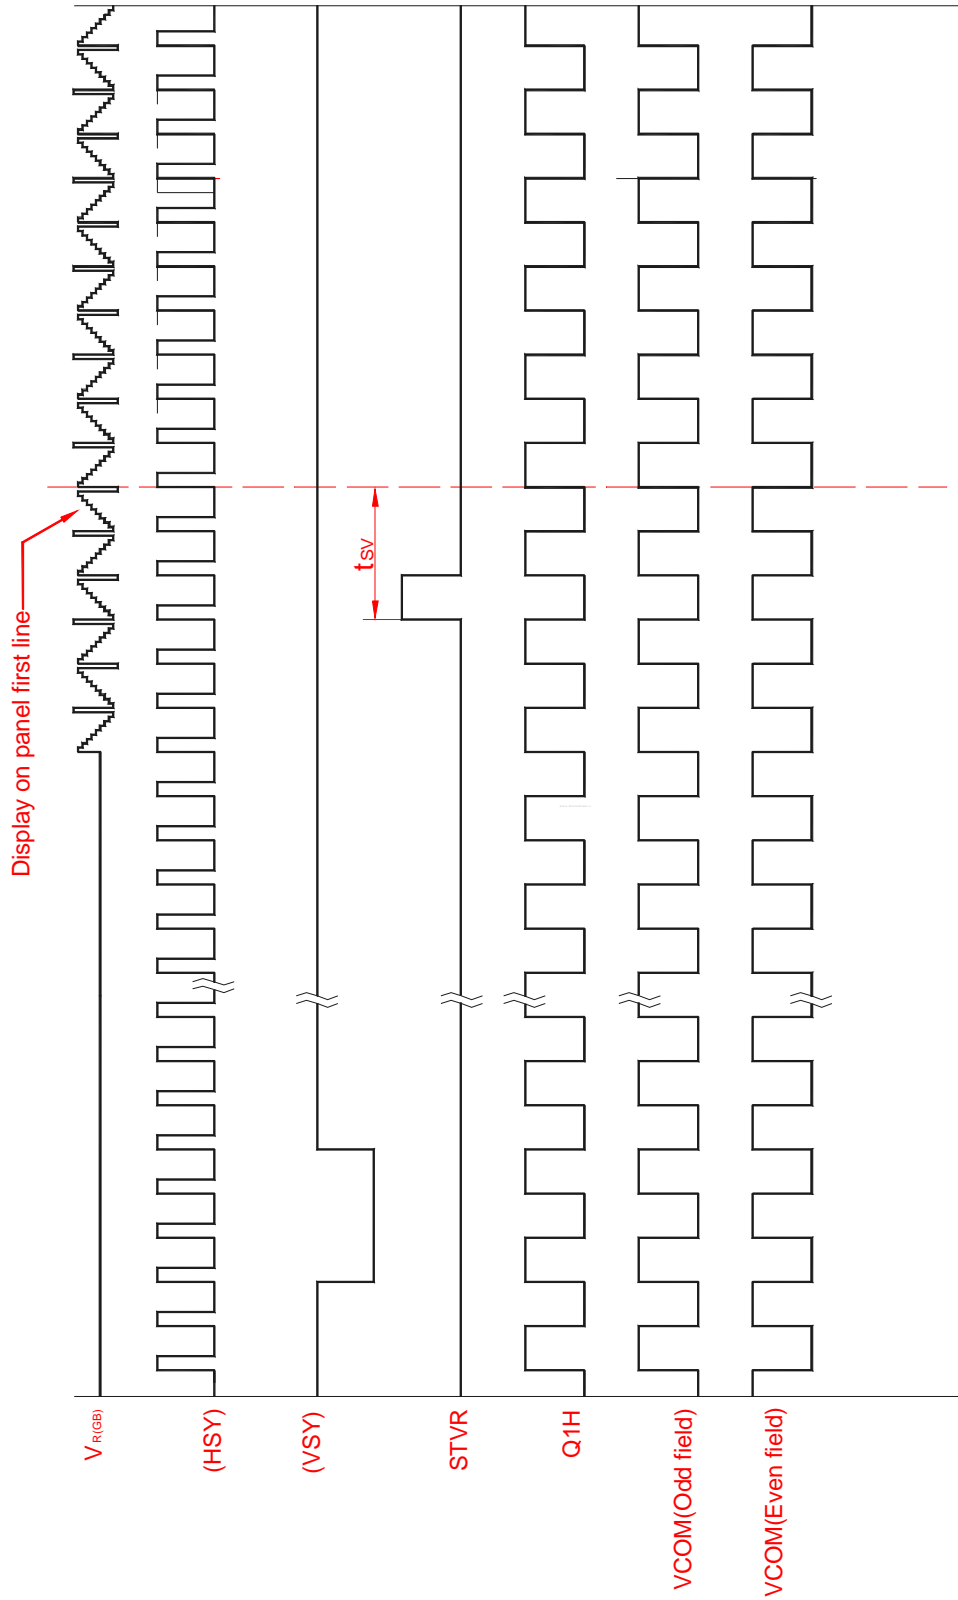 Display on panel first line
tSV
VR(GB)
(HSY)
(VSY)
STVR
Q1H
VCOM(Odd field)
VCOM(Even field)